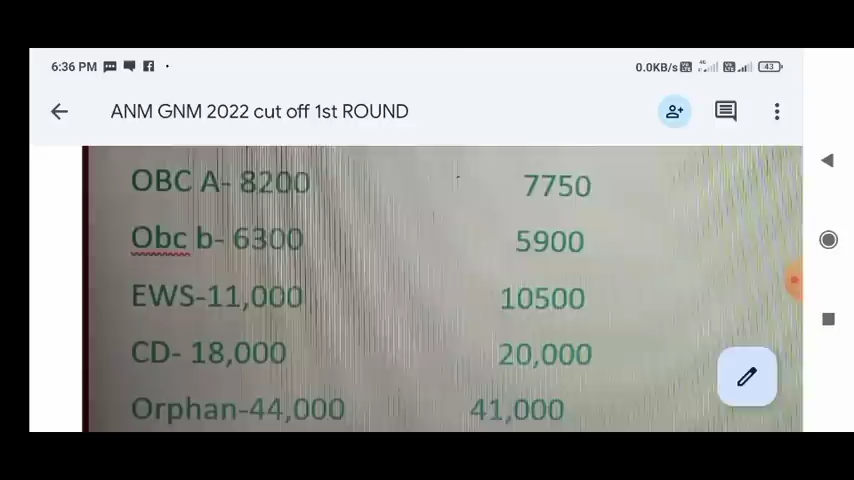 6:36 PM
0.0KB/s 4G 43
ANM GNM 2022 cut off 1st ROUND
OBC A- 8200 7750
Obc b- 6300 5900
EWS-11,000 10500
CD- 18,000 20,000
Orphan-44,000 41,000